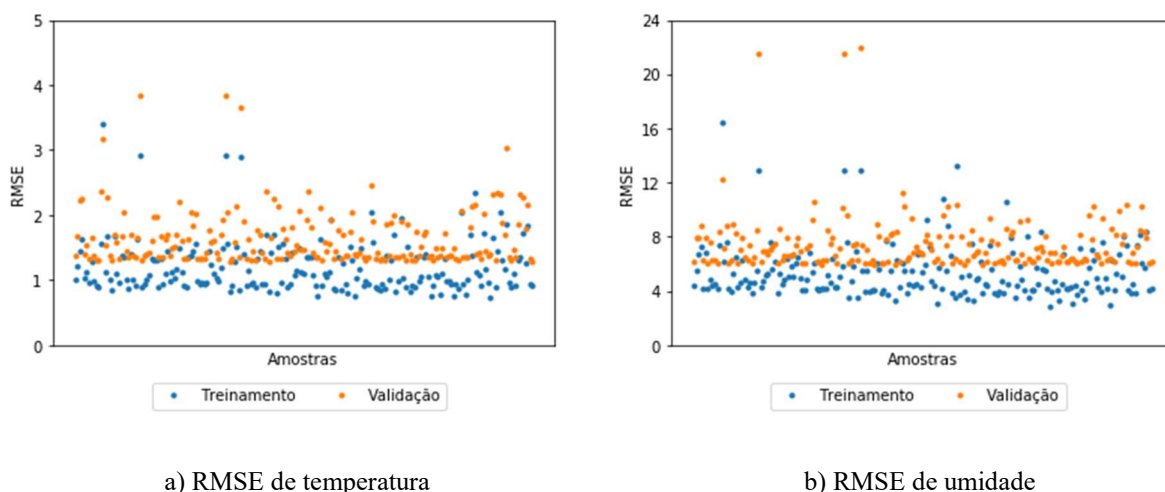 5
4
3
2
1
0
RMSE
Amostras
Treinamento Validação
a) RMSE de temperatura
24
20
16
12
8
4
0
RMSE
Amostras
Treinamento Validação
b) RMSE de umidade